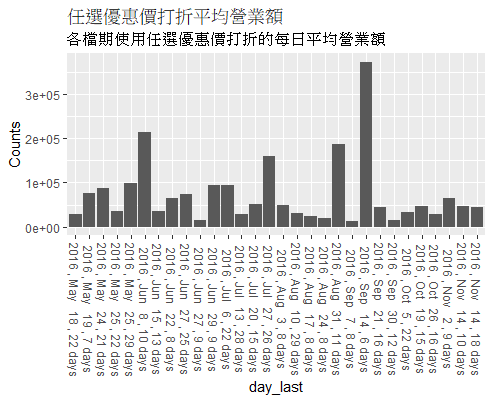 任選優惠價打折平均營業額
各檔期使用任選優惠價打折的每日平均營業額
Counts
3e+05
2e+05
1e+05
0e+00
2016 , May 18 , 22 days
2016 , May 19 , 7 days
2016 , May 24 , 21 days
2016 , May 25 , 22 days
2016 , May 25 , 29 days
2016 ,Jun 8 , 10 days
2016 ,Jun 15 , 13 days
2016 ,Jun 22 , 8 days
2016 ,Jun 27 , 25 days
2016 ,Jun 27 , 9 days
2016 ,Jun 29 , 9 days
2016 ,Jul 6 , 22 days
2016 ,Jul 13 , 28 days
2016 ,Jul 20 , 15 days
2016 ,Jul 27 , 26 days
2016 , Aug 3 , 8 days
2016 , Aug 10 , 29 days
2016 , Aug 17 , 8 days
2016 , Aug 24 , 8 days
2016 , Aug 31 , 11 days
2016 , Sep 7 , 8 days
2016 , Sep 14 , 6 days
2016 , Sep 21 , 16 days
2016 , Sep 30 , 12 days
2016 , Oct 5 , 22 days
2016 , Oct 20 , 15 days
2016 , Oct 26 , 16 days
2016 , Nov 2 , 9 days
2016 , Nov 14 , 10 days
2016 , Nov 14 , 18 days
day_last